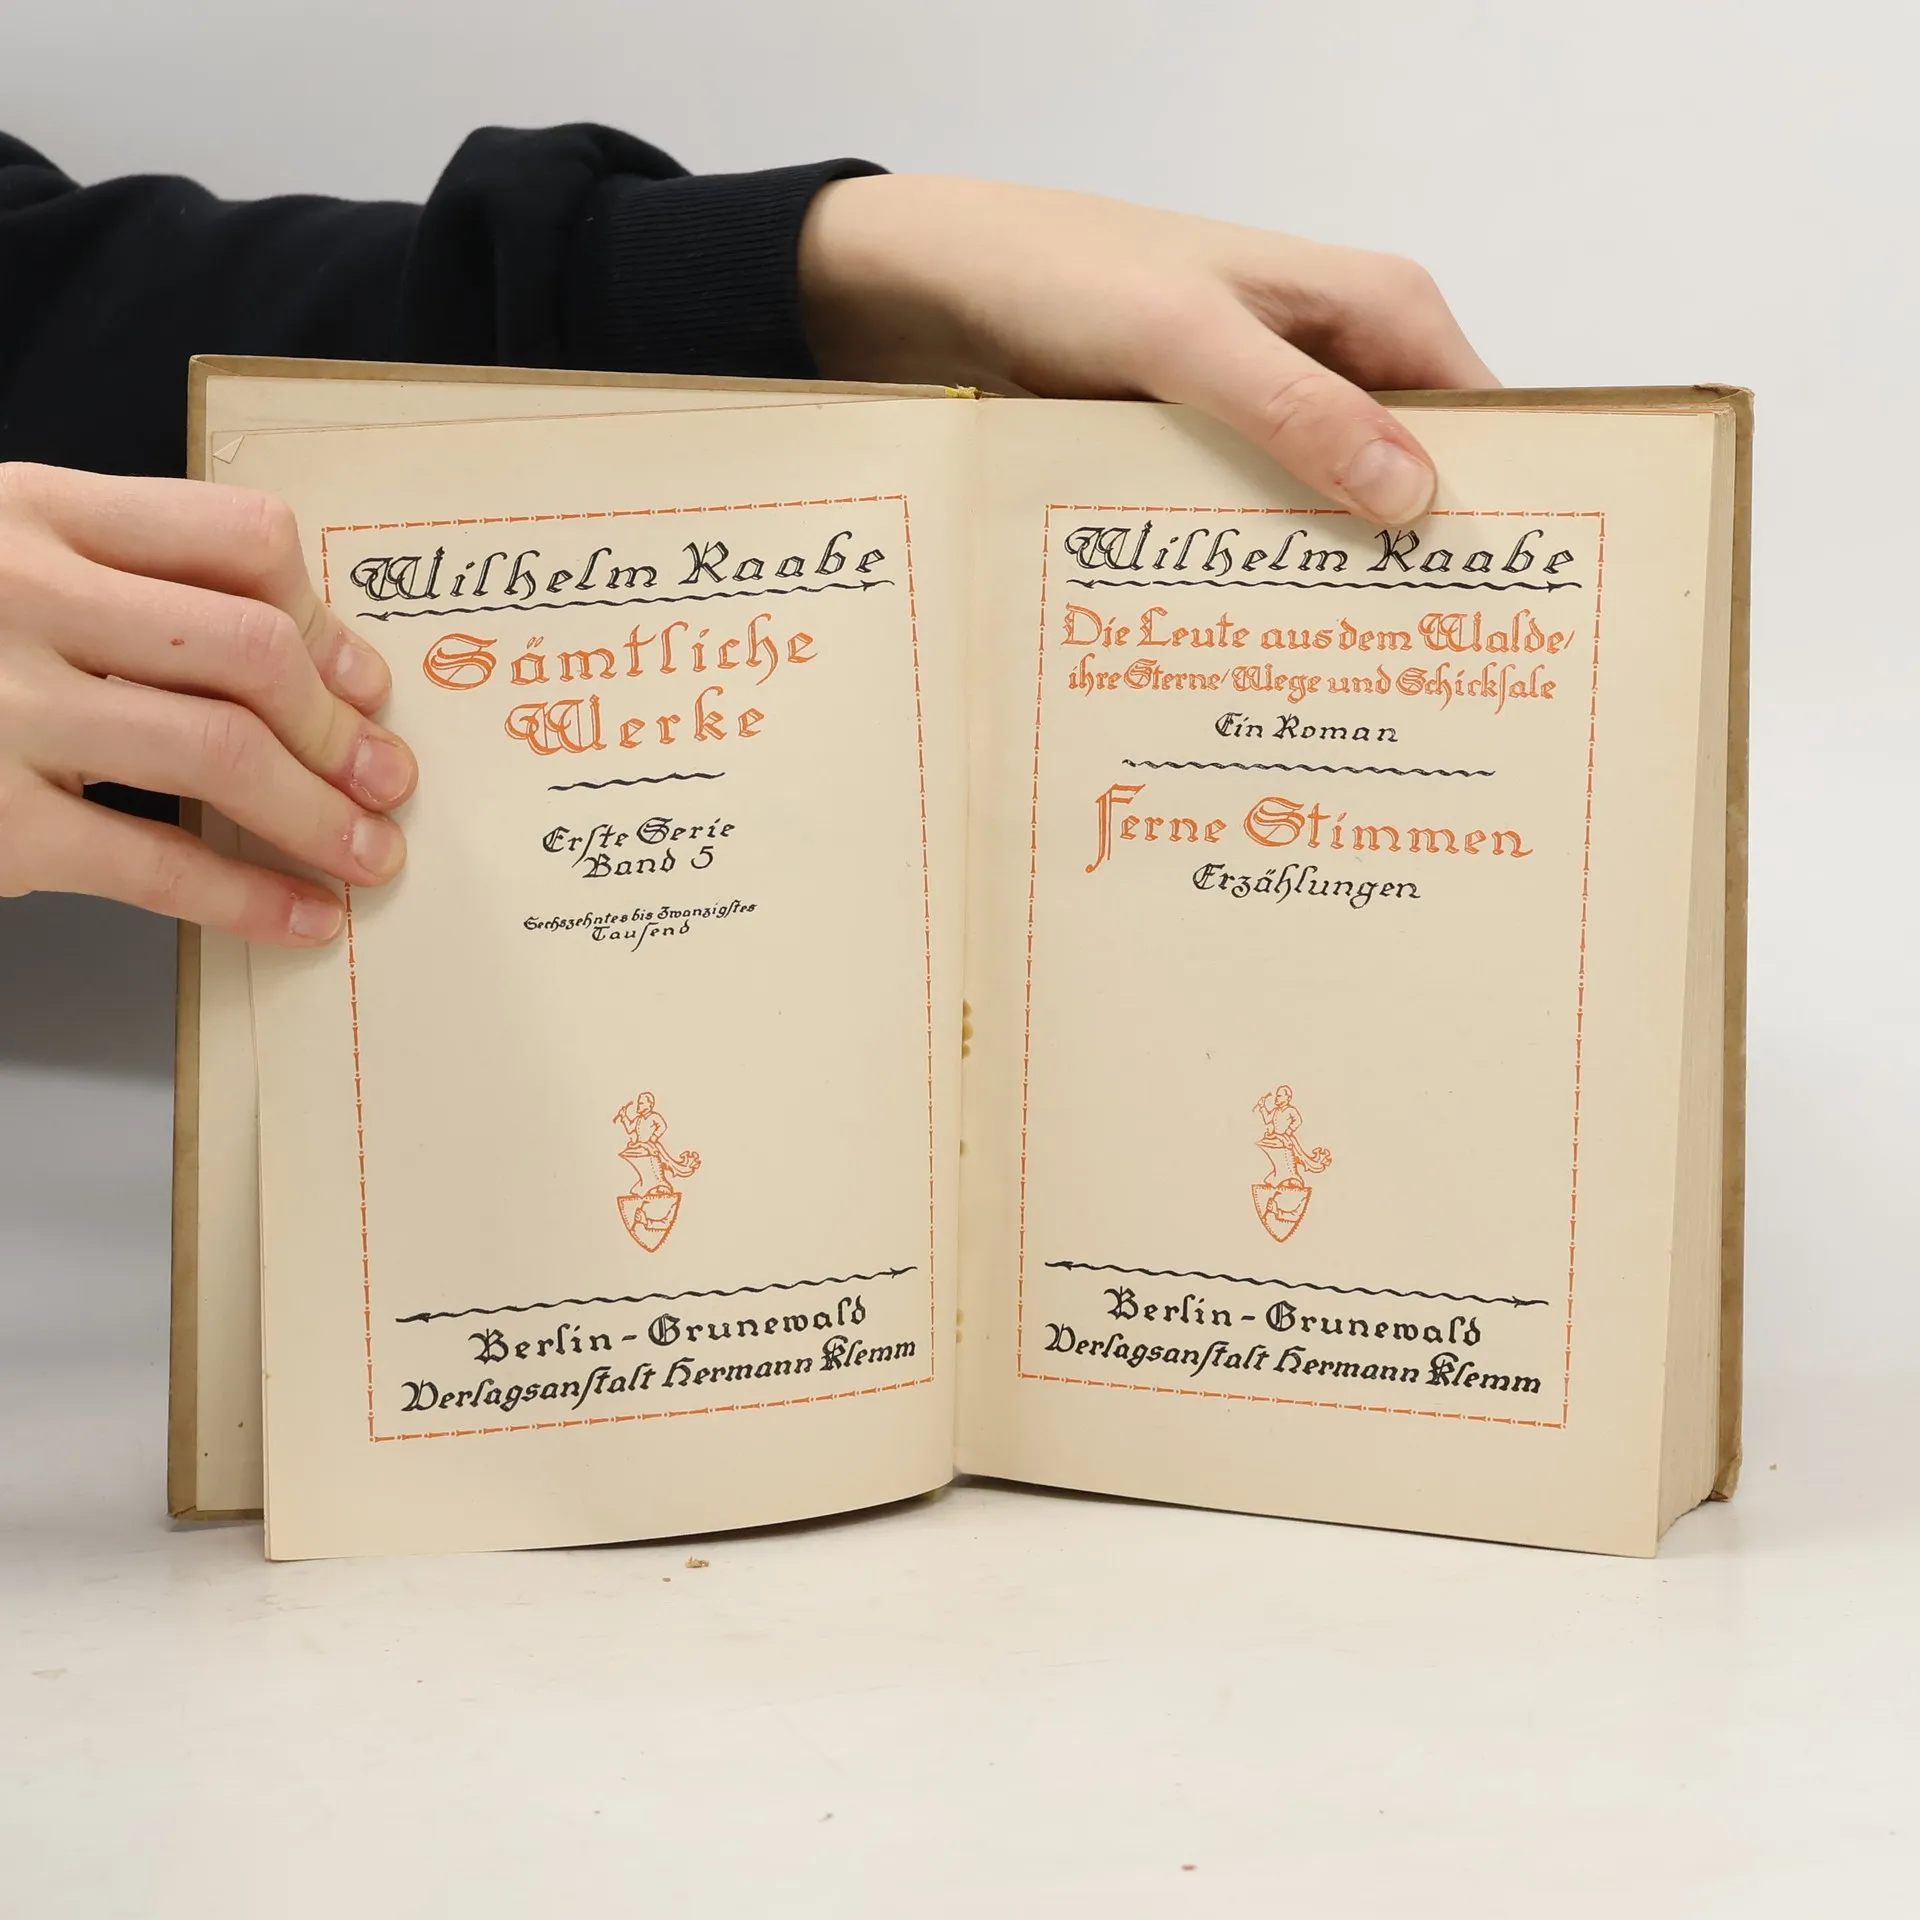 Wilhelm Raabe
Sämtliche
Werke
Erste Serie
Band 5
Sechszehntes bis Zwanzigstes
Tausend
Berlin-Grunewald
Verlagsanstalt Hermann Klemm
Wilhelm Raabe
Die Leute aus dem Walde/
ihre Sterne/Wege und Schicksale
Ein Roman
Ferne Stimmen
Erzählungen
Berlin-Grunewald
Verlagsanstalt Hermann Klemm